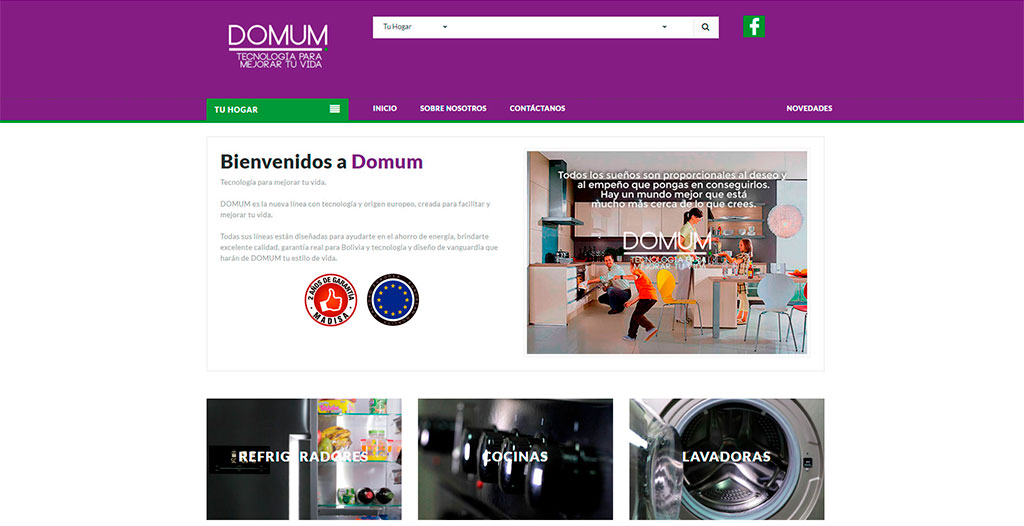 DOMUM
TECNOLOGÍA PARA
MEJORAR TU VIDA
Tu Hogar
f
TU HOGAR
INICIO
SOBRE NOSOTROS
CONTÁCTANOS
NOVEDADES
Bienvenidos a Domum
Tecnología para mejorar tu vida.
DOMUM es la nueva línea con tecnología y origen europeo, creada para facilitar y
mejorar tu vida.
Todas sus líneas están diseñadas para ayudarte en el ahorro de energía, brindarte
excelente calidad, garantía real para Bolivia y tecnología y diseño de vanguardia que
harán de DOMUM tu estilo de vida.
2 AÑOS DE GARANTÍA
MADISA
Todos los sueños son proporcionales al deseo y
al empeño que pongas en conseguirlos.
Hay un mundo mejor que está
mucho más cerca de lo que crees.
DOMUM
TECNOLOGÍA PARA
MEJORAR TU VIDA
REFRIGERADORES
COCINAS
LAVADORAS